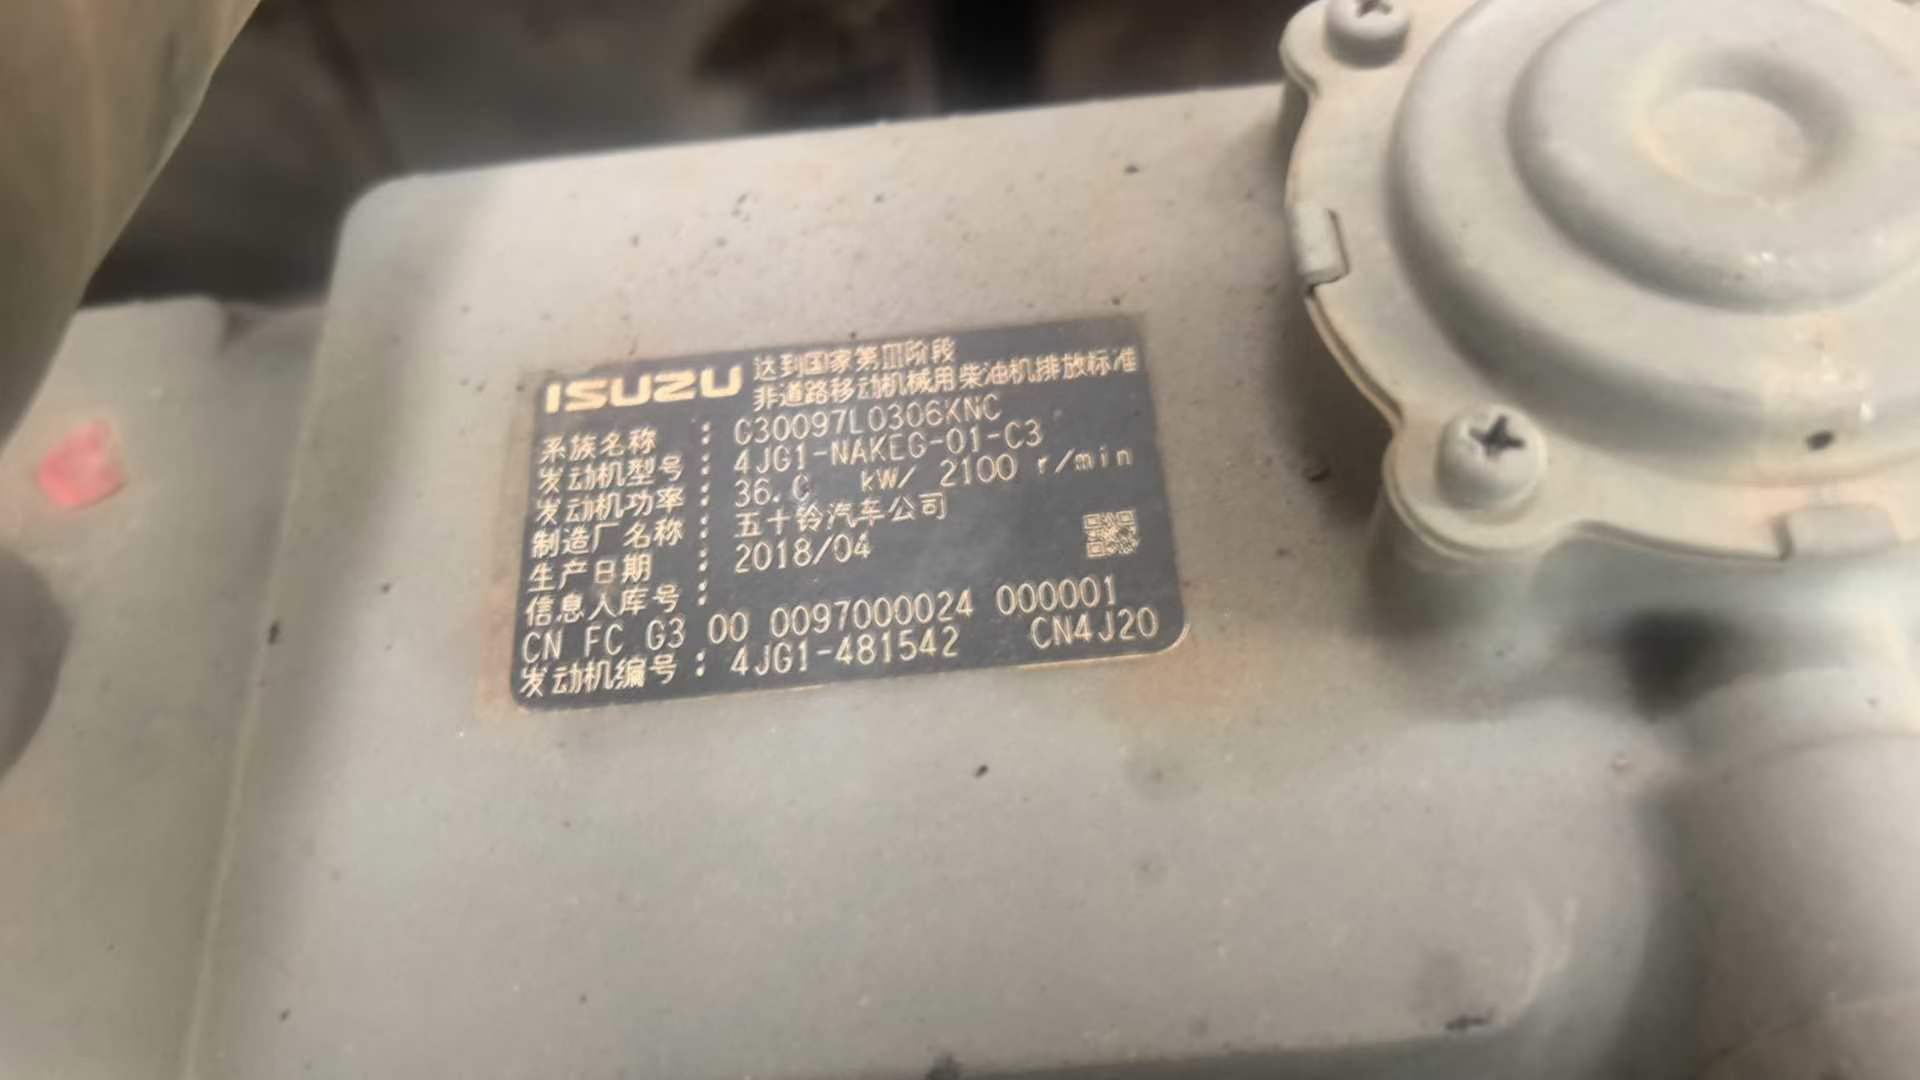 ISUZU 达到国家第III阶段
非道路移动机械用柴油机排放标准
系族名称 : G30097L0306KNC
发动机型号 : 4JG1-NAKEG-01-C3
发动机功率 : 36.0 kW/ 2100 r/min
制造厂名称 : 五十铃汽车公司
生产日期 : 2018/04
信息入库号 :
CN FC G3 00 0097000024 000001
发动机编号 : 4JG1-481542 CN4J20